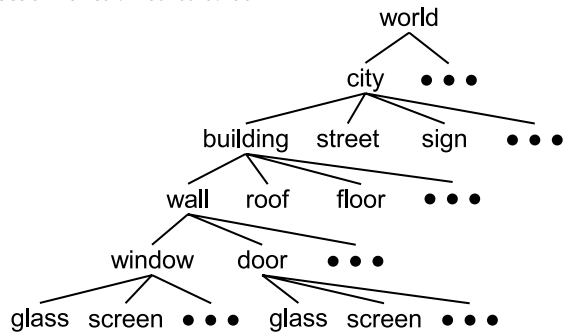 world
city ● ● ●
building street sign ● ● ●
wall roof floor ● ● ●
window door ● ● ●
glass screen ● ● ● glass screen ● ● ●